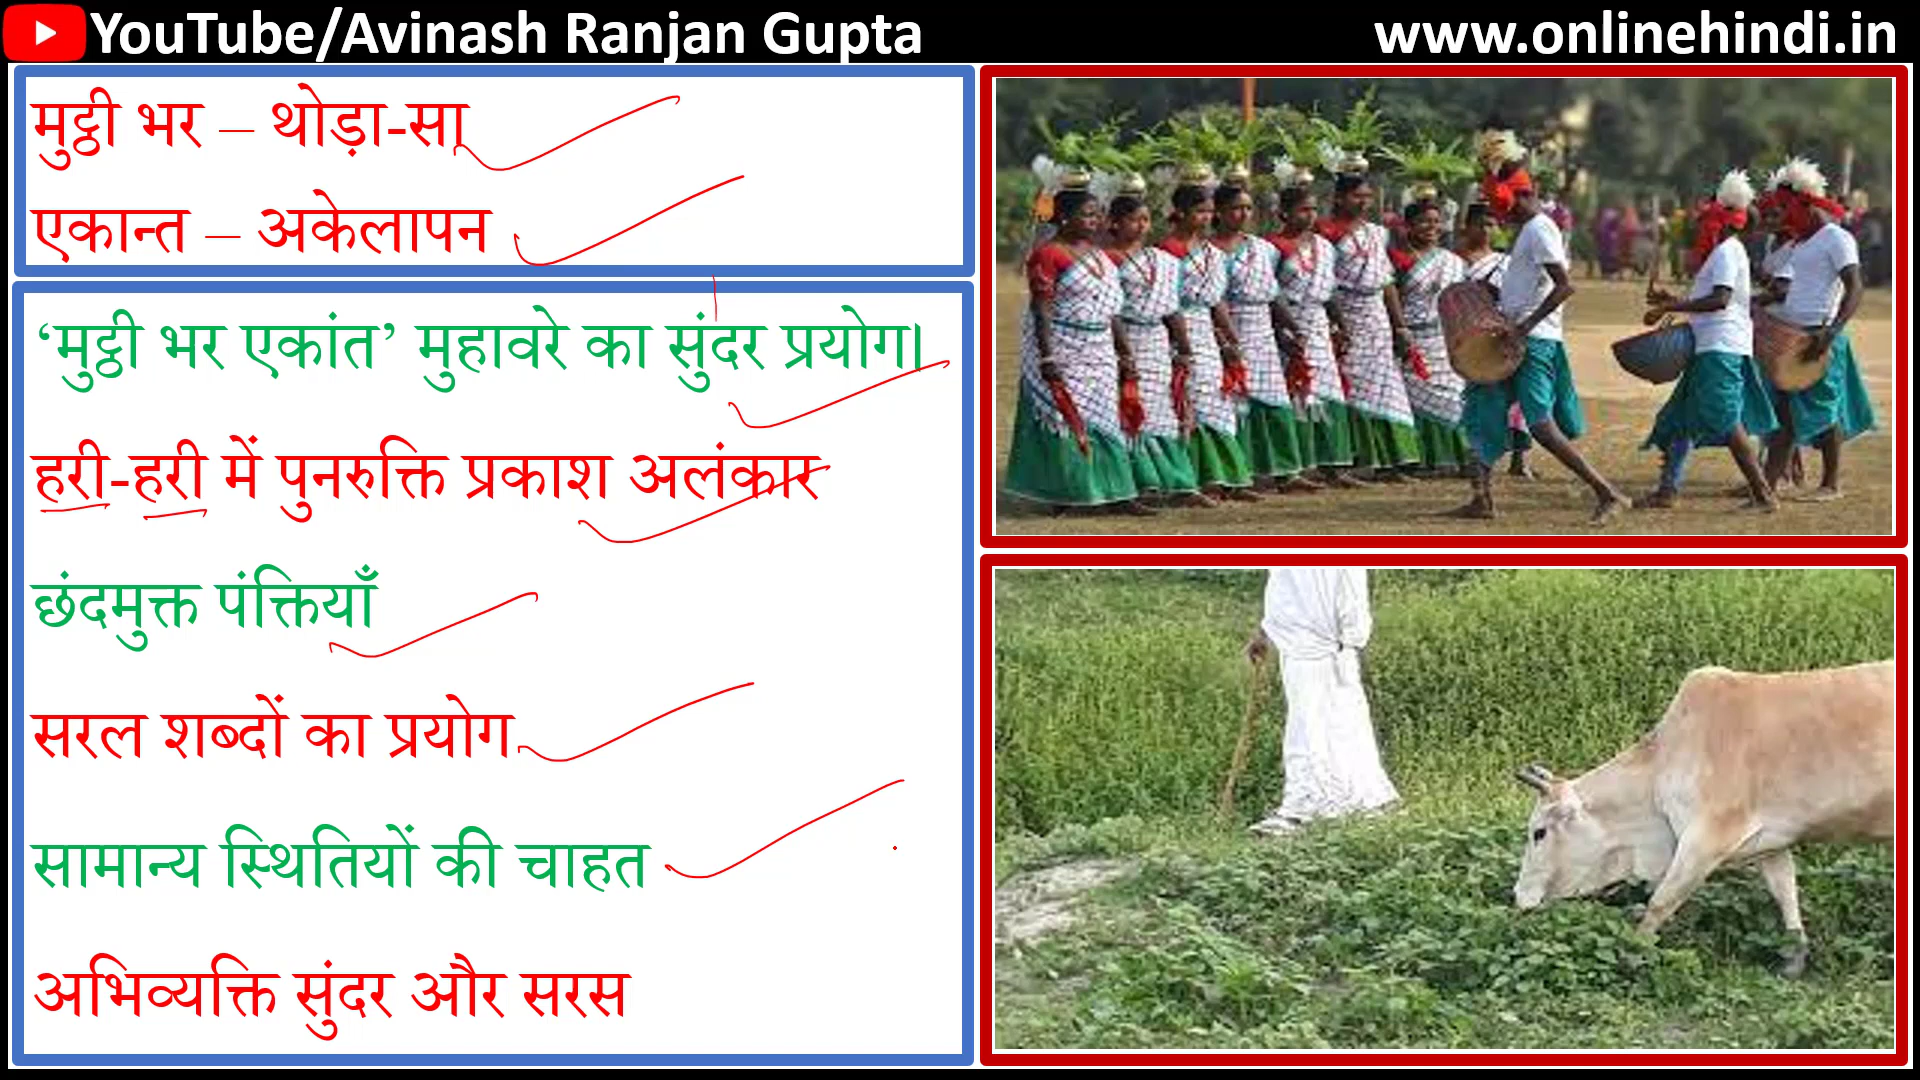 YouTube/Avinash Ranjan Gupta
www.onlinehindi.in
मुट्ठी भर – थोड़ा-सा
एकान्त – अकेलापन
‘मुट्ठी भर एकांत’ मुहावरे का सुंदर प्रयोग।
हरी-हरी में पुनरुक्ति प्रकाश अलंकार
छंदमुक्त पंक्तियाँ
सरल शब्दों का प्रयोग
सामान्य स्थितियों की चाहत
अभिव्यक्ति सुंदर और सरस